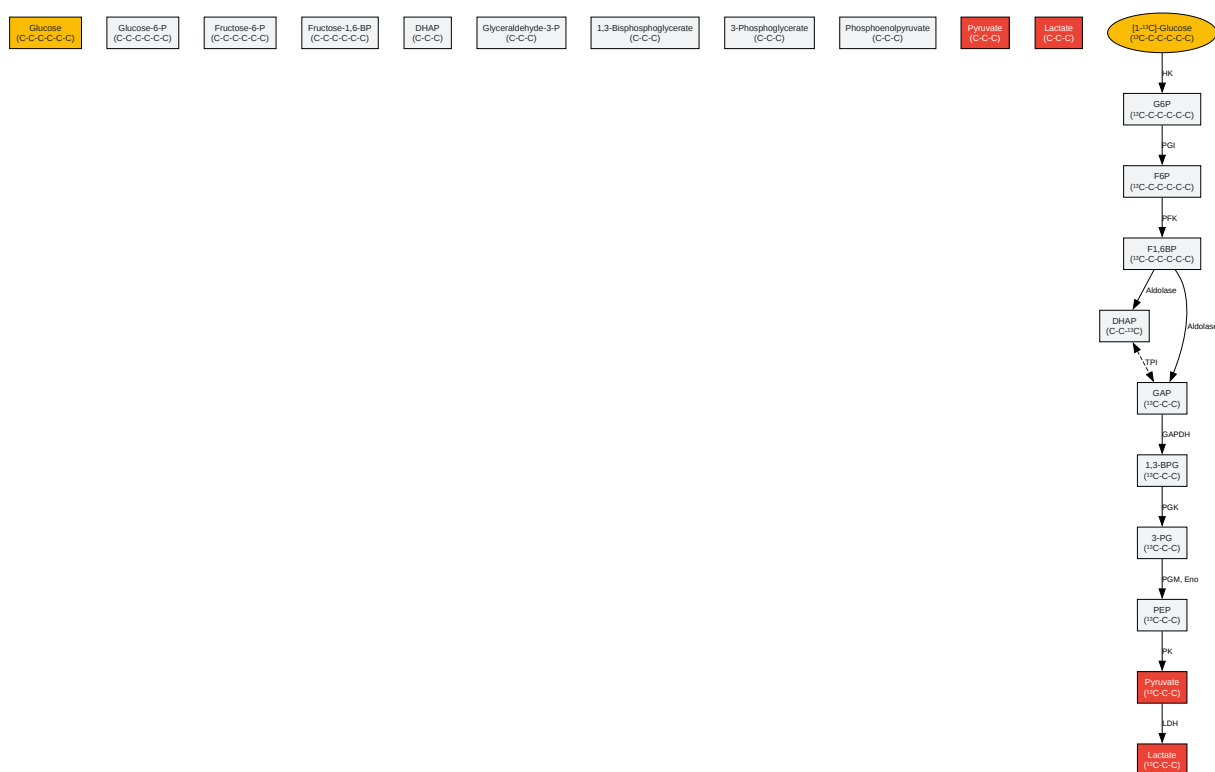 Glucose
(C-C-C-C-C-C)
Glucose-6-P
(C-C-C-C-C-C)
Fructose-6-P
(C-C-C-C-C-C)
Fructose-1,6-BP
(C-C-C-C-C-C)
DHAP
(C-C-C)
Glyceraldehyde-3-P
(C-C-C)
1,3-Bisphosphoglycerate
(C-C-C)
3-Phosphoglycerate
(C-C-C)
Phosphoenolpyruvate
(C-C-C)
Pyruvate
(C-C-C)
Lactate
(C-C-C)
[1-¹³C]-Glucose
(¹³C-C-C-C-C-C)
HK
G6P
(¹³C-C-C-C-C-C)
PGI
F6P
(¹³C-C-C-C-C-C)
PFK
F1,6BP
(¹³C-C-C-C-C-C)
Aldolase
DHAP
(C-C-¹³C)
Aldolase
TPI
GAP
(¹³C-C-C)
GAPDH
1,3-BPG
(¹³C-C-C)
PGK
3-PG
(¹³C-C-C)
PGM, Eno
PEP
(¹³C-C-C)
PK
Pyruvate
(¹³C-C-C)
LDH
Lactate
(¹³C-C-C)